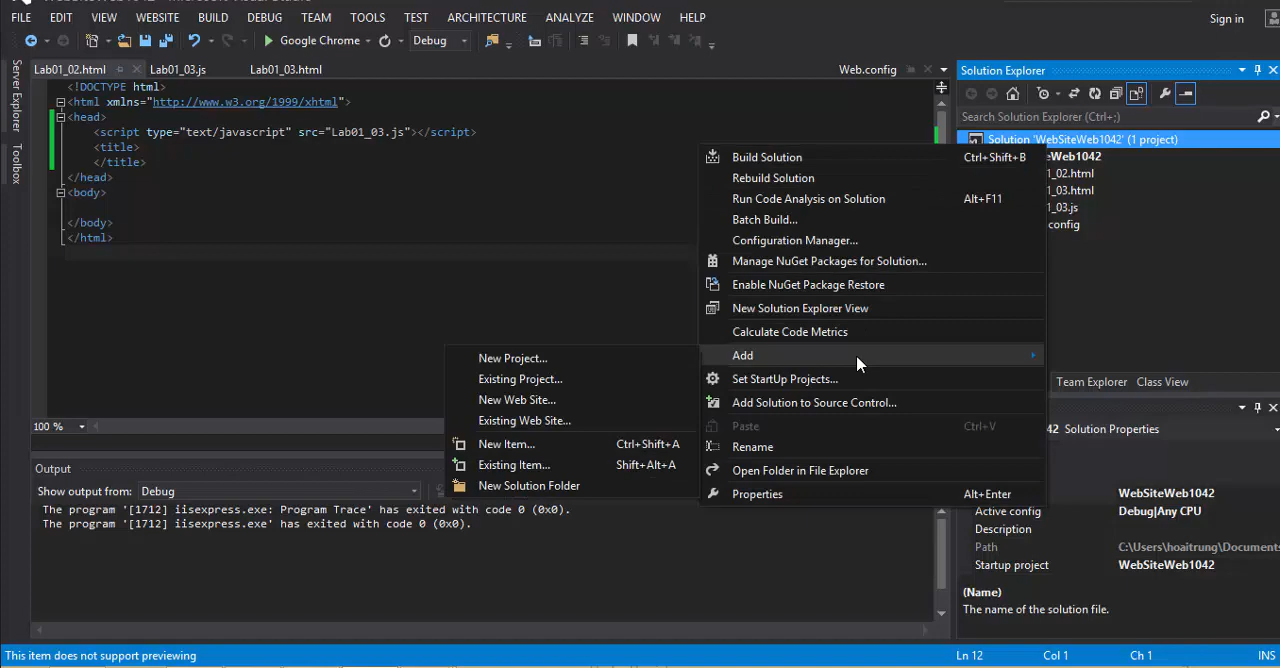 FILE EDIT VIEW WEBSITE BUILD DEBUG TEAM TOOLS TEST ARCHITECTURE ANALYZE WINDOW HELP
Sign in
Google Chrome Debug
Server Explorer
Toolbox
Lab01_02.html Lab01_03.js Lab01_03.html Web.config
<!DOCTYPE html>
<html xmlns="http://www.w3.org/1999/xhtml">
<head>
<script type="text/javascript" src="Lab01_03.js"></script>
<title>
</title>
</head>
<body>
</body>
</html>
100 %
Solution Explorer
Search Solution Explorer (Ctrl+;)
Solution 'WebSiteWeb1042' (1 project)
eWeb1042
1_02.html
1_03.html
1_03.js
config
Build Solution Ctrl+Shift+B
Rebuild Solution
Run Code Analysis on Solution Alt+F11
Batch Build...
Configuration Manager...
Manage NuGet Packages for Solution...
Enable NuGet Package Restore
New Solution Explorer View
Calculate Code Metrics
Add
Set StartUp Projects...
Add Solution to Source Control...
Paste Ctrl+V
Rename
Open Folder in File Explorer
Properties Alt+Enter
New Project...
Existing Project...
New Web Site...
Existing Web Site...
New Item... Ctrl+Shift+A
Existing Item... Shift+Alt+A
New Solution Folder
Output
Show output from: Debug
The program '[1712] iisexpress.exe: Program Trace' has exited with code 0 (0x0).
The program '[1712] iisexpress.exe' has exited with code 0 (0x0).
Team Explorer Class View
42 Solution Properties
WebSiteWeb1042
Active config Debug|Any CPU
Description
Path C:\Users\hoaitrung\Documents
Startup project WebSiteWeb1042
(Name)
The name of the solution file.
This item does not support previewing Ln 12 Col 1 Ch 1 INS